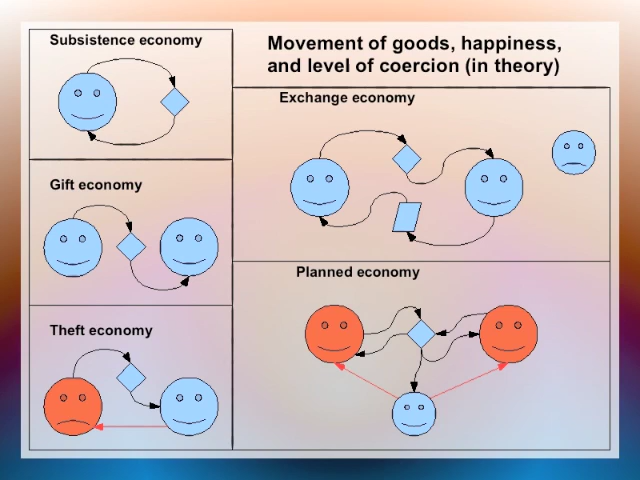 Subsistence economy
Movement of goods, happiness,
and level of coercion (in theory)
Exchange economy
Gift economy
Planned economy
Theft economy